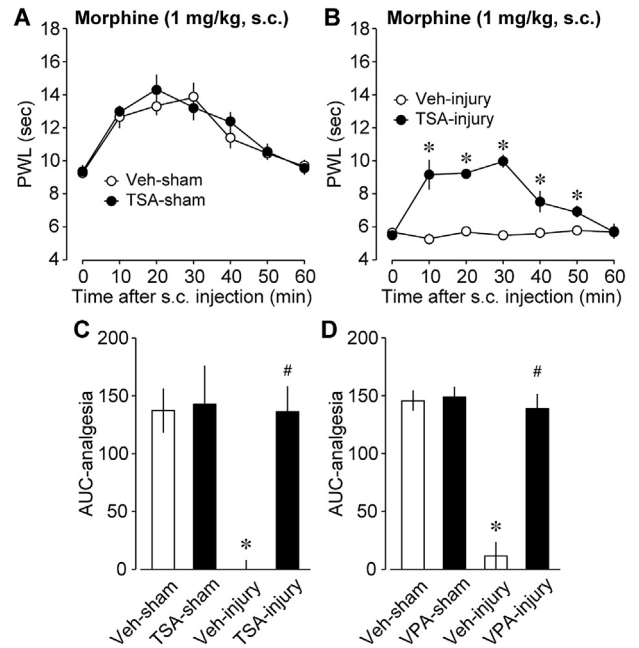 A Morphine (1 mg/kg, s.c.)
18
16
14
12
10
8
6
4
PWL (sec)
Veh-sham
TSA-sham
0 10 20 30 40 50 60
Time after s.c. injection (min)
B Morphine (1 mg/kg, s.c.)
18
16
14
12
10
8
6
4
PWL (sec)
Veh-injury
TSA-injury
* * * * *
0 10 20 30 40 50 60
Time after s.c. injection (min)
C
200
150
100
50
0
AUC-analgesia
*
#
Veh-sham
TSA-sham
Veh-injury
TSA-injury
D
200
150
100
50
0
AUC-analgesia
*
#
Veh-sham
VPA-sham
Veh-injury
VPA-injury